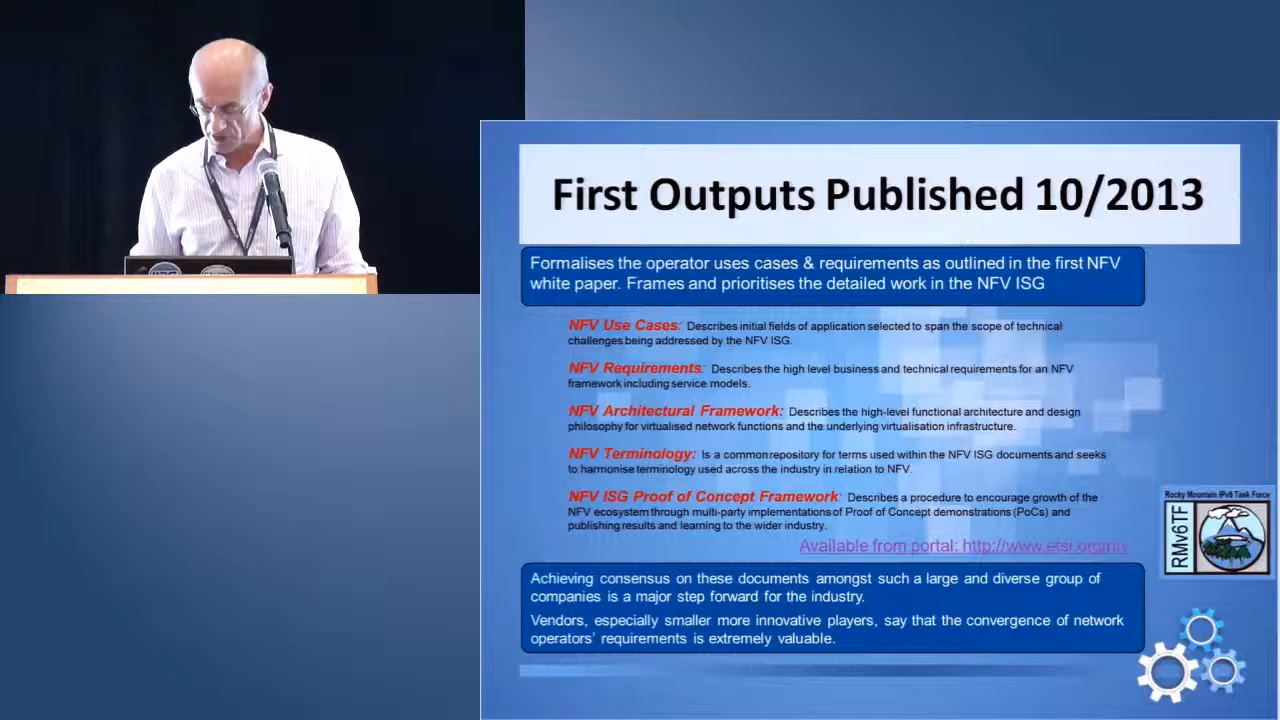 First Outputs Published 10/2013
Formalises the operator uses cases & requirements as outlined in the first NFV
white paper. Frames and prioritises the detailed work in the NFV ISG
NFV Use Cases: Describes initial fields of application selected to span the scope of technical
challenges being addressed by the NFV ISG.
NFV Requirements: Describes the high level business and technical requirements for an NFV
framework including service models.
NFV Architectural Framework: Describes the high-level functional architecture and design
philosophy for virtualised network functions and the underlying virtualisation infrastructure.
NFV Terminology: Is a common repository for terms used within the NFV ISG documents and seeks
to harmonise terminology used across the industry in relation to NFV.
NFV ISG Proof of Concept Framework: Describes a procedure to encourage growth of the
NFV ecosystem through multi-party implementations of Proof of Concept demonstrations (PoCs) and
publishing results and learning to the wider industry.
Available from portal: http://www.etsi.org/nfv
Rocky Mountain IPv6 Task Force
RMv6TF
Achieving consensus on these documents amongst such a large and diverse group of
companies is a major step forward for the industry.
Vendors, especially smaller more innovative players, say that the convergence of network
operators' requirements is extremely valuable.